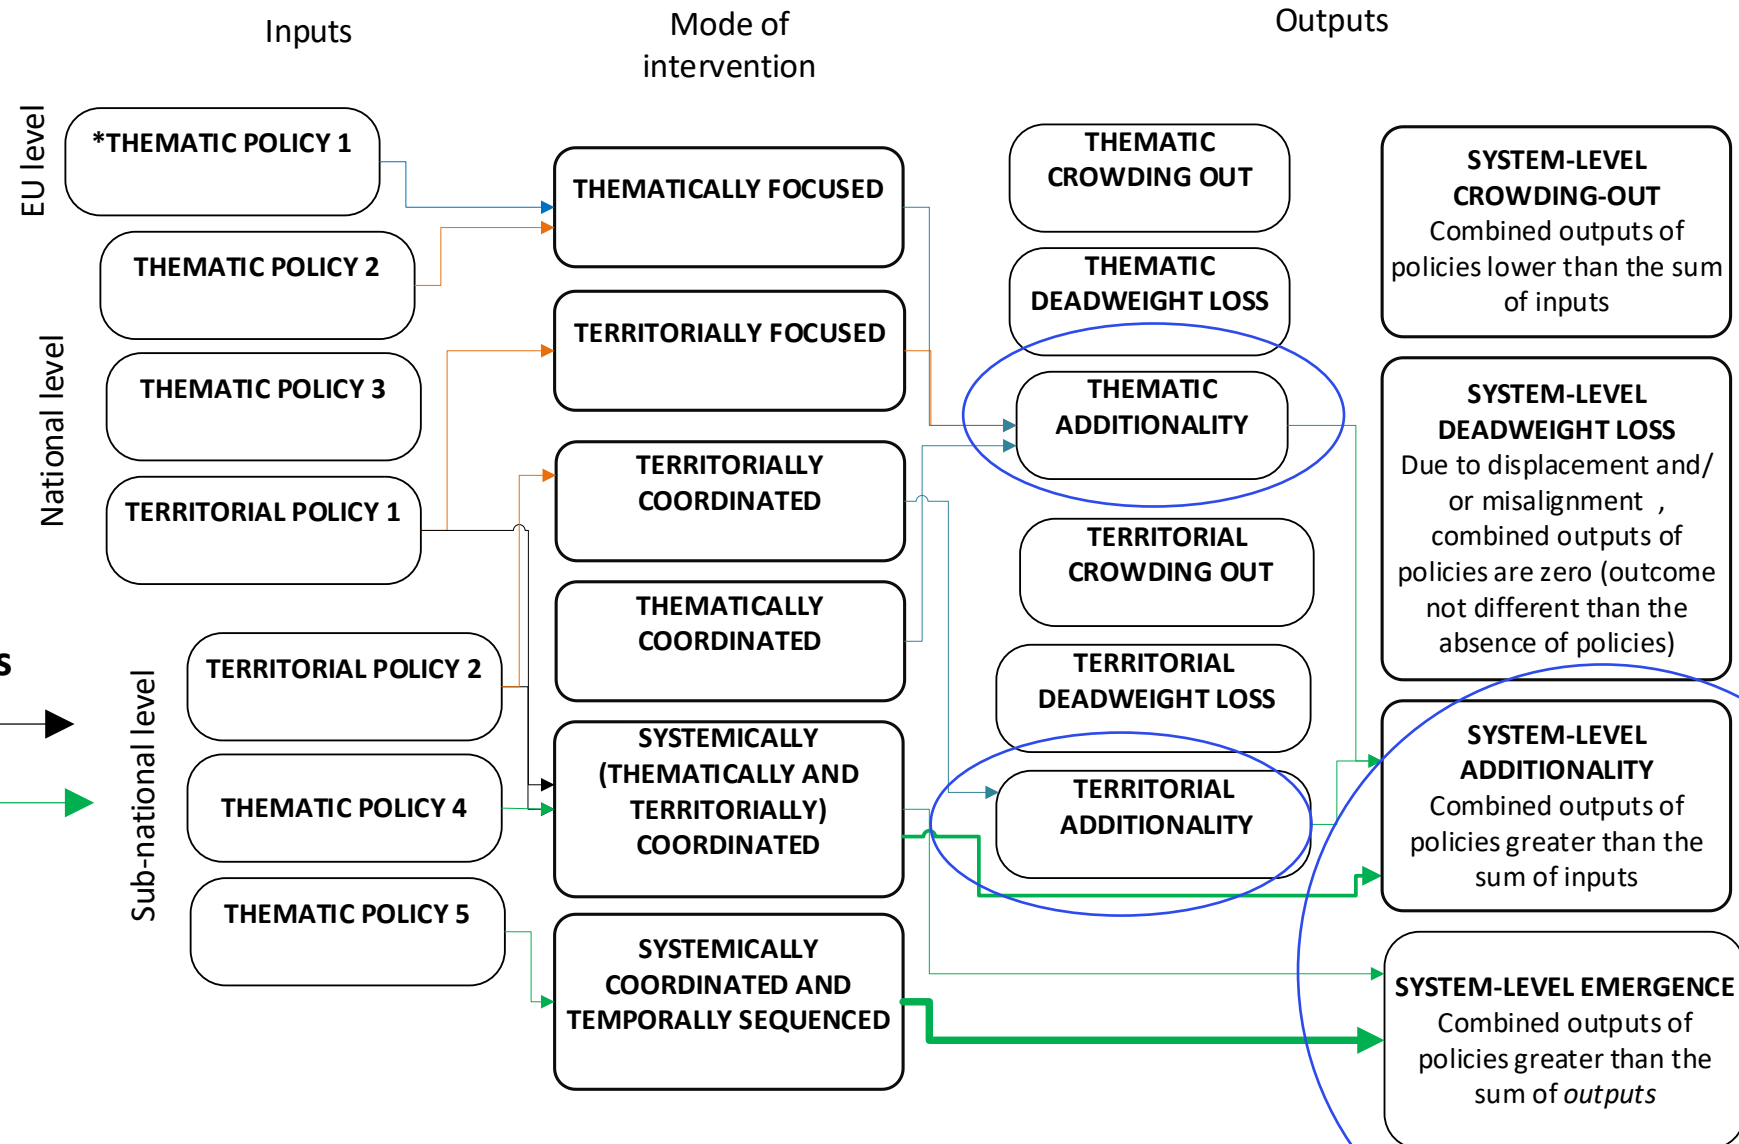 Inputs
Mode of
intervention
Outputs
EU level
National level
Sub-national level
s
*THEMATIC POLICY 1
THEMATIC POLICY 2
THEMATIC POLICY 3
TERRITORIAL POLICY 1
TERRITORIAL POLICY 2
THEMATIC POLICY 4
THEMATIC POLICY 5
THEMATICALLY FOCUSED
TERRITORIALLY FOCUSED
TERRITORIALLY
COORDINATED
THEMATICALLY
COORDINATED
SYSTEMICALLY
(THEMATICALLY AND
TERRITORIALLY)
COORDINATED
SYSTEMICALLY
COORDINATED AND
TEMPORALLY SEQUENCED
THEMATIC
CROWDING OUT
THEMATIC
DEADWEIGHT LOSS
THEMATIC
ADDITIONALITY
TERRITORIAL
CROWDING OUT
TERRITORIAL
DEADWEIGHT LOSS
TERRITORIAL
ADDITIONALITY
SYSTEM-LEVEL
CROWDING-OUT
Combined outputs of
policies lower than the sum
of inputs
SYSTEM-LEVEL
DEADWEIGHT LOSS
Due to displacement and/
or misalignment ,
combined outputs of
policies are zero (outcome
not different than the
absence of policies)
SYSTEM-LEVEL
ADDITIONALITY
Combined outputs of
policies greater than the
sum of inputs
SYSTEM-LEVEL EMERGENCE
Combined outputs of
policies greater than the
sum of outputs